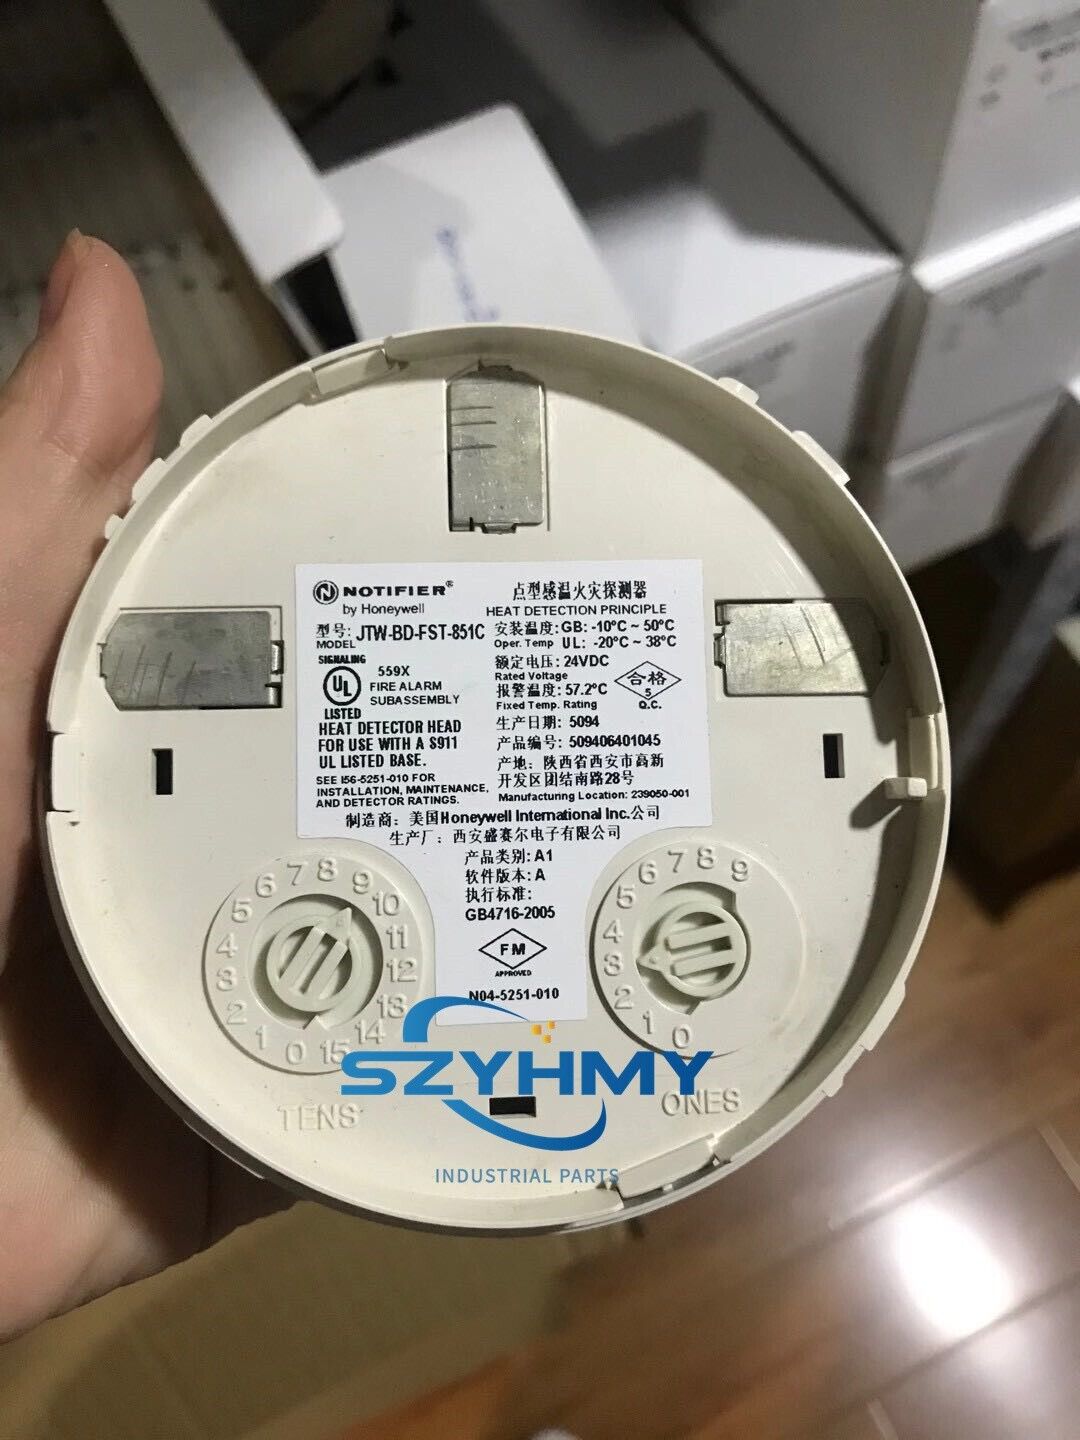 NOTIFIER®
by Honeywell
型号: JTW-BD-FST-851C
MODEL
SIGNALING
UL
LISTED
559X
FIRE ALARM
SUBASSEMBLY
HEAT DETECTOR HEAD
FOR USE WITH A S911
UL LISTED BASE.
SEE I56-5251-010 FOR
INSTALLATION, MAINTENANCE,
AND DETECTOR RATINGS.
点型感温火灾探测器
HEAT DETECTION PRINCIPLE
安装温度: GB: -10°C ~ 50°C
Oper. Temp UL: -20°C ~ 38°C
额定电压: 24VDC
Rated Voltage
报警温度: 57.2°C
Fixed Temp. Rating
合格
5
Q.C.
生产日期: 5094
产品编号: 509406401045
产地: 陕西省西安市高新
开发区团结南路28号
Manufacturing Location: 239050-001
制造商: 美国Honeywell International Inc.公司
生产厂: 西安盛赛尔电子有限公司
产品类别: A1
软件版本: A
执行标准:
GB4716-2005
FM
APPROVED
N04-5251-010
0 1 2 3 4 5 6 7 8 9 10 11 12 13 14 15
TENS
0 1 2 3 4 5 6 7 8 9
ONES
SZYHMY
INDUSTRIAL PARTS